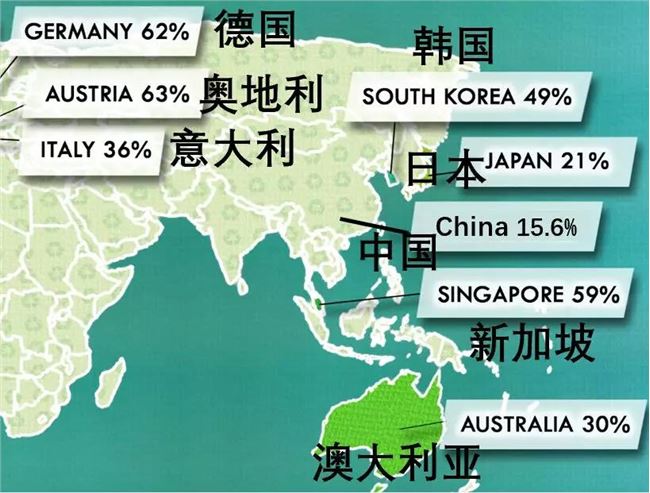 GERMANY 62% 德国
韩国
AUSTRIA 63% 奥地利
SOUTH KOREA 49%
ITALY 36% 意大利
日本 JAPAN 21%
China 15.6%
中国
SINGAPORE 59%
新加坡
AUSTRALIA 30%
澳大利亚